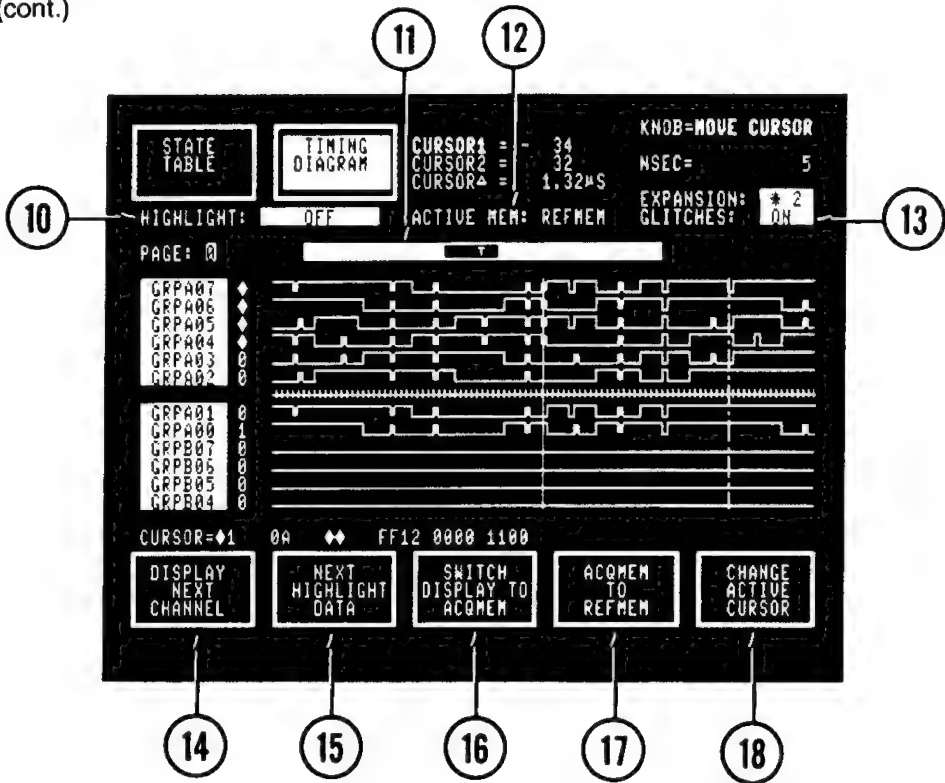 (cont.)
11
12
KNOB=MOVE CURSOR
STATE
TABLE
TIMING
DIAGRAM
CURSOR1 = - 34
CURSOR2 = 32
CURSOR△ = 1.32µS
NSEC= 5
EXPANSION: * 2
GLITCHES: ON
10
HIGHLIGHT: OFF
ACTIVE MEM: REFMEM
13
PAGE: 0
T
GRPA07 ♦
GRPA06 ♦
GRPA05 ♦
GRPA04 ♦
GRPA03 0
GRPA02 0
GRPA01 0
GRPA00 1
GRPB07 0
GRPB06 0
GRPB05 0
GRPB04 0
CURSOR=♦1 0A ♦♦ FF12 0000 1100
DISPLAY
NEXT
CHANNEL
NEXT
HIGHLIGHT
DATA
SWITCH
DISPLAY TO
ACQMEM
ACQMEM
TO
REFMEM
CHANGE
ACTIVE
CURSOR
14
15
16
17
18